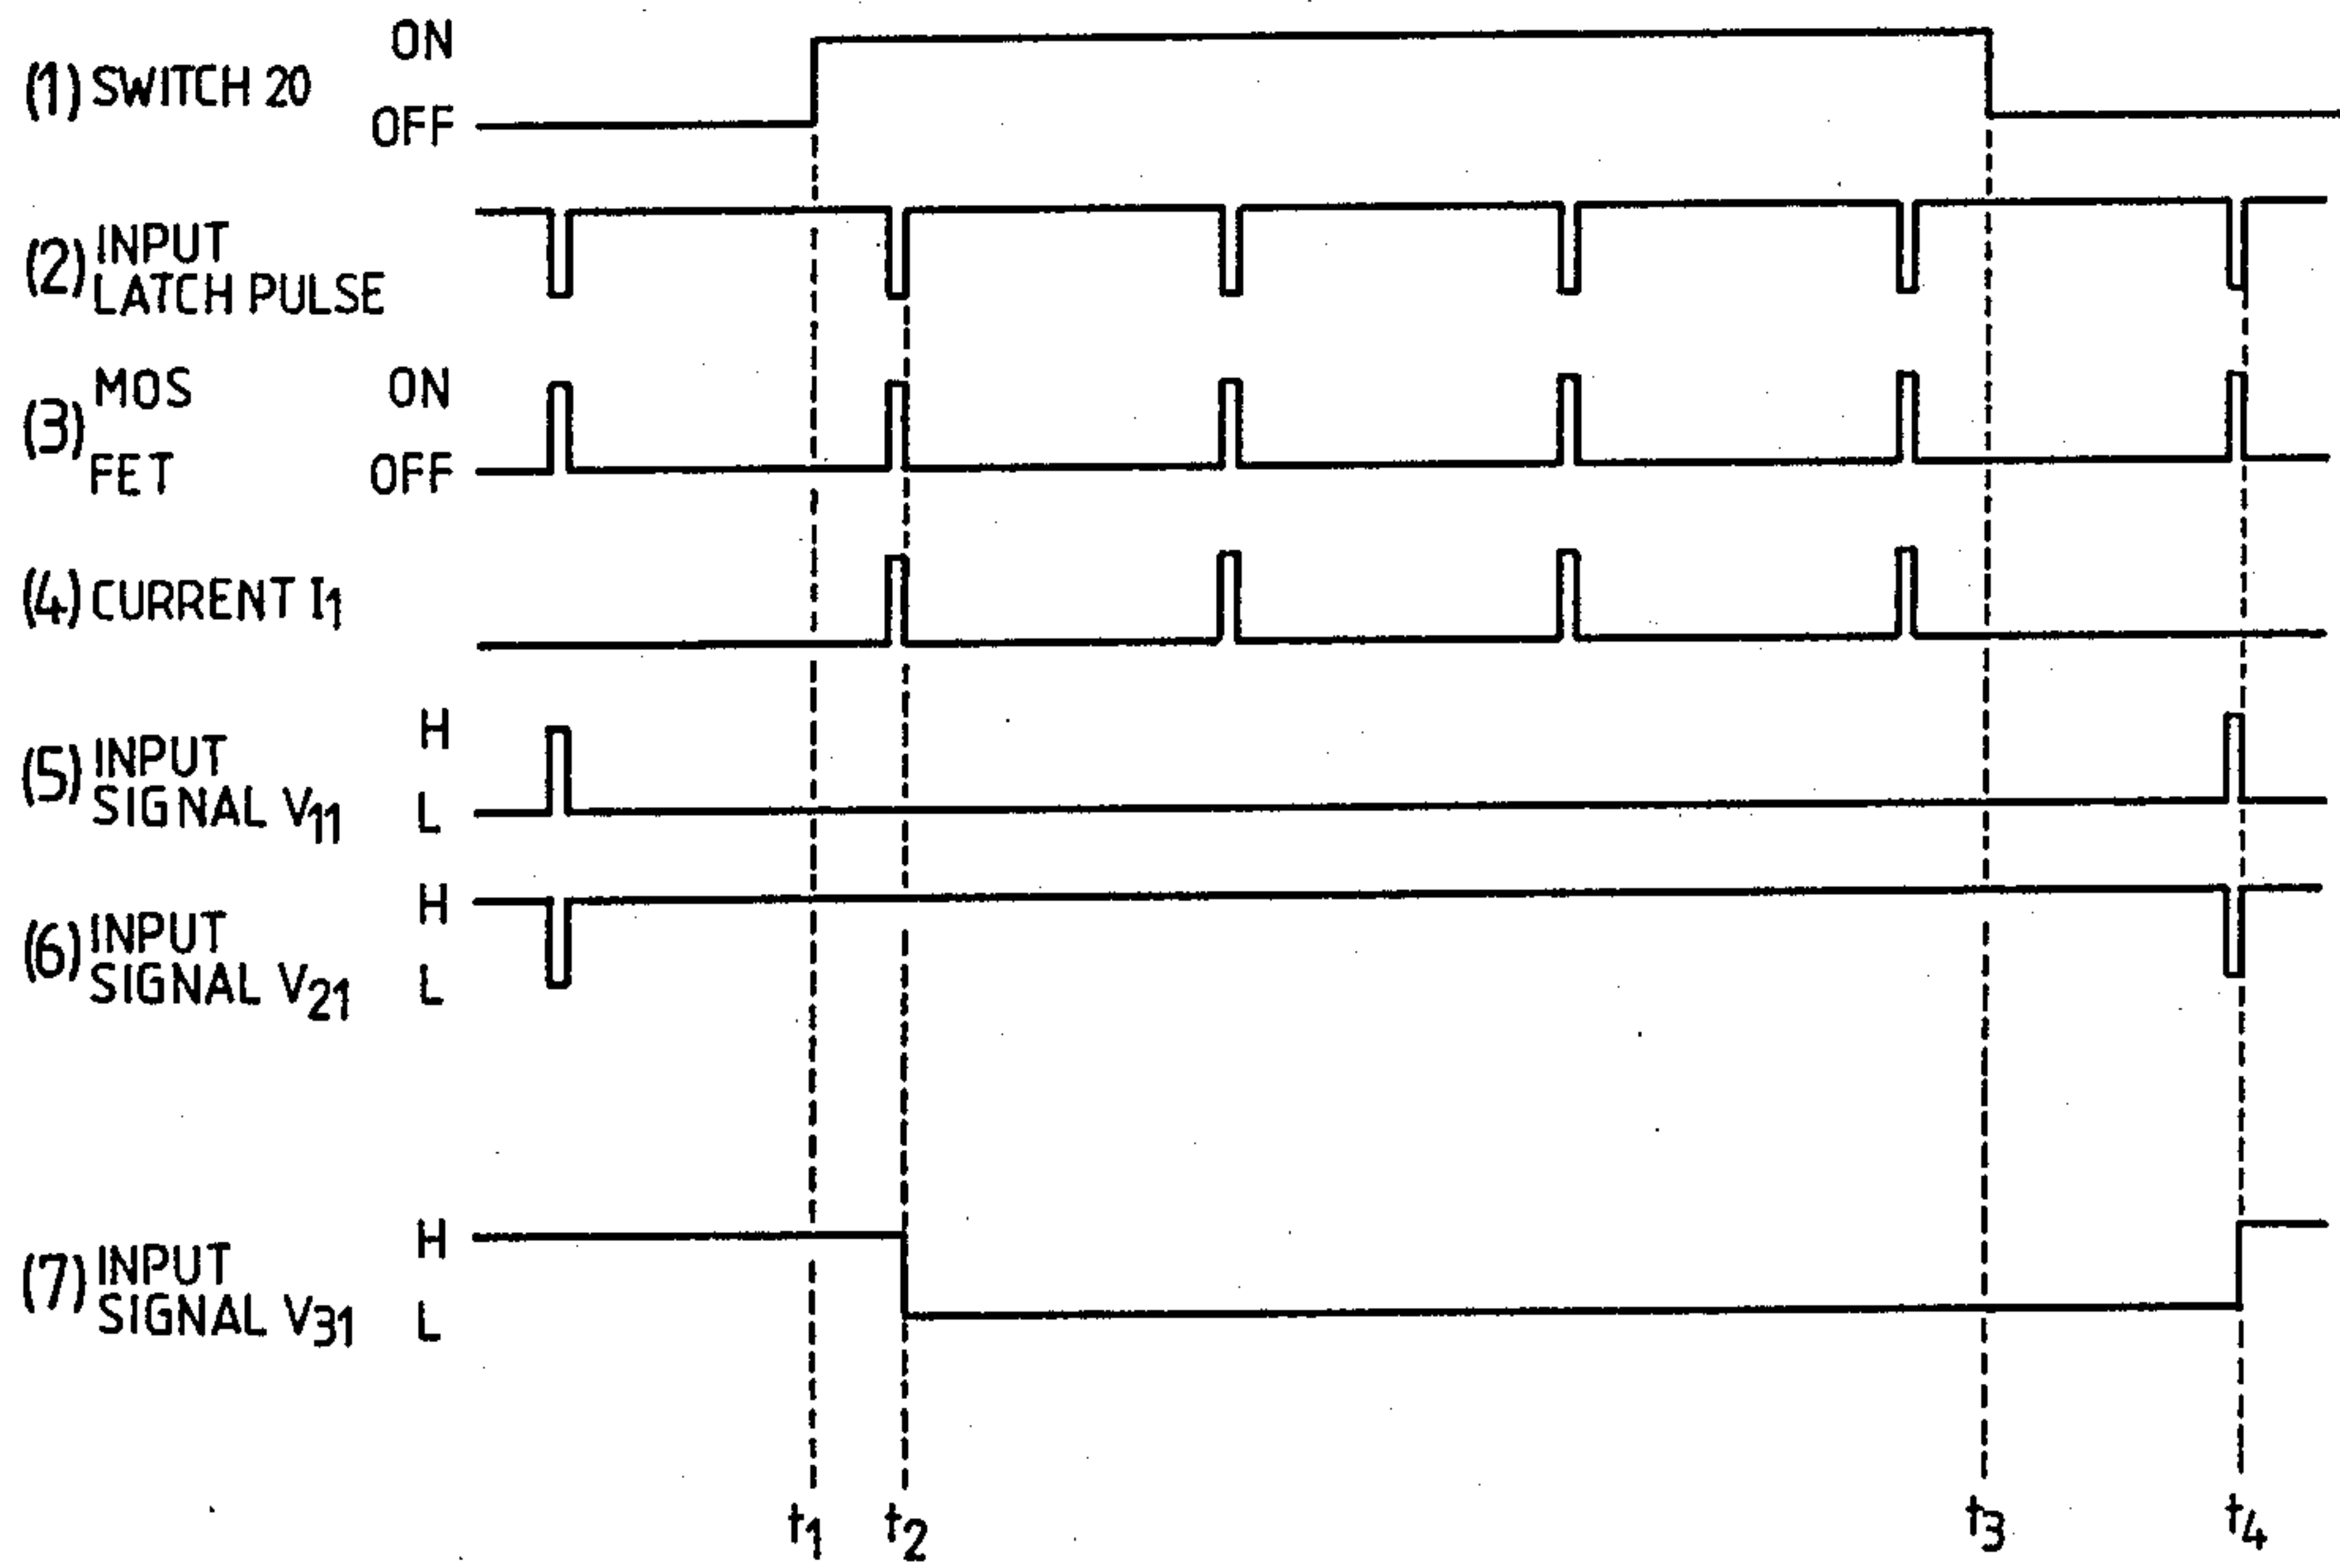 (1) SWITCH 20 ON
OFF
(2) INPUT
LATCH PULSE
(3) MOS ON
FET OFF
(4) CURRENT I1
(5) INPUT H
SIGNAL V11 L
(6) INPUT H
SIGNAL V21 L
(7) INPUT H
SIGNAL V31 L
t1 t2 t3 t4